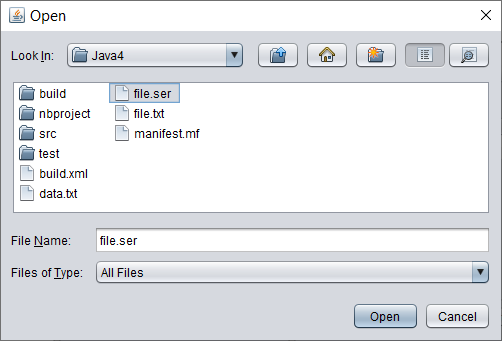 Open
Look In: Java4
build
nbproject
src
test
build.xml
data.txt
file.ser
file.txt
manifest.mf
File Name: file.ser
Files of Type: All Files
Open Cancel